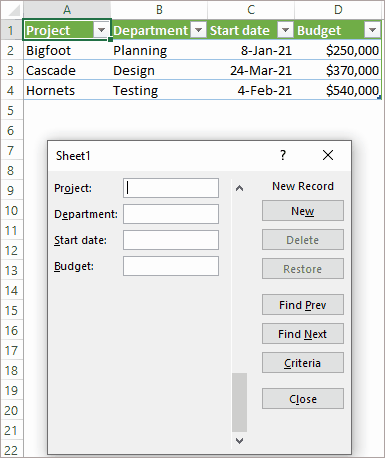 A B C D
1 Project Department Start date Budget
2 Bigfoot Planning 8-Jan-21 $250,000
3 Cascade Design 24-Mar-21 $370,000
4 Hornets Testing 4-Feb-21 $540,000
5
6
7
8
9
10
11
12
13
14
15
16
17
18
19
20
21
22
Sheet1 ?
Project: New Record
Department: New
Start date: Delete
Budget: Restore
Find Prev
Find Next
Criteria
Close